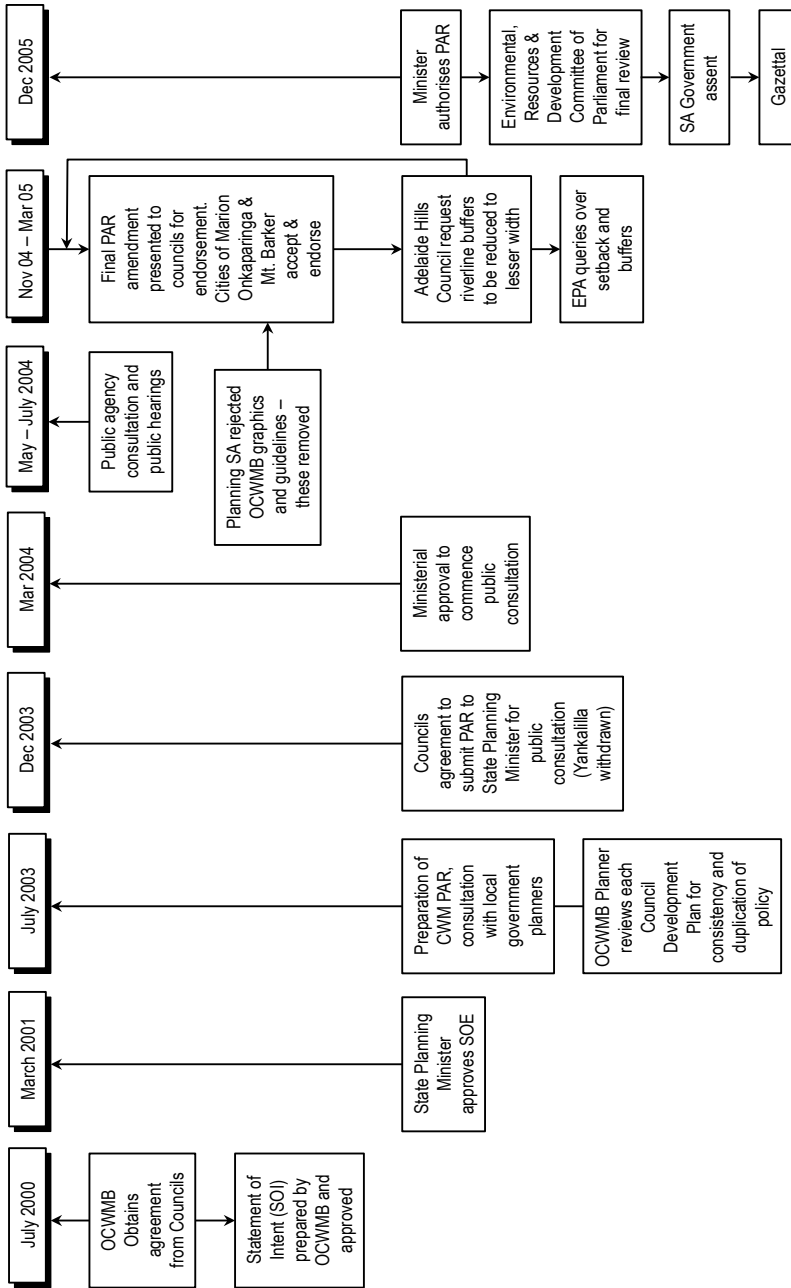 July 2000
OCWMB
Obtains
agreement
from Councils
Statement of
Intent (SOI)
prepared by
OCWMB and
approved
March 2001
State Planning
Minister
approves SOE
July 2003
Preparation of
CWM PAR,
consultation
with local
government
planners
OCWMB Planner
reviews each
Council
Development
Plan for
consistency and
duplication of
policy
Dec 2003
Councils
agreement to
submit PAR to
State Planning
Minister for
public
consultation
(Yankalilla
withdrawn)
Mar 2004
Ministerial
approval to
commence
public
consultation
May – July 2004
Public agency
consultation and
public hearings
Planning SA rejected
OCWMB graphics
and guidelines –
these removed
Nov 04 – Mar 05
Final PAR
amendment
presented to
councils for
endorsement.
Cities of Marion
Onkaparinga &
Mt. Barker
accept &
endorse
Adelaide Hills
Council request
riverline buffers
to be reduced to
lesser width
EPA queries over
setback and
buffers
Dec 2005
Minister
authorises PAR
Environmental,
Resources &
Development
Committee of
Parliament for
final review
SA Government
assent
Gazettal